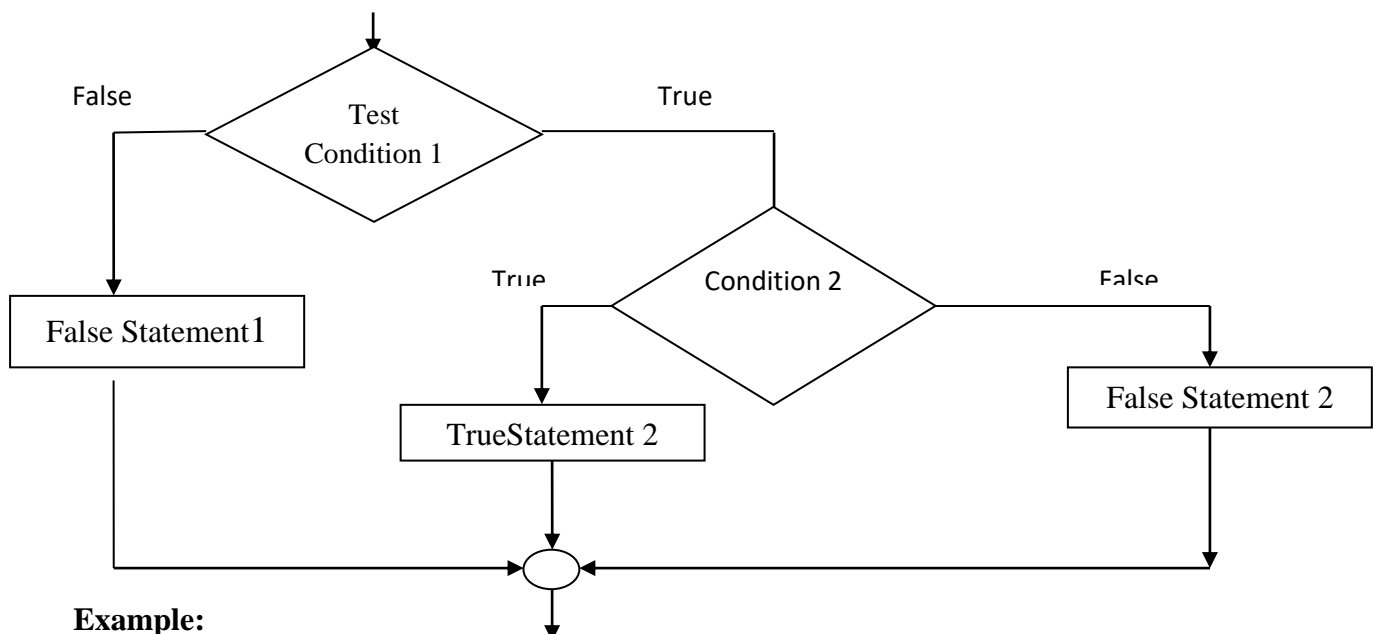 False
True
Test
Condition 1
True
Condition 2
False
False Statement1
False Statement 2
TrueStatement 2
Example: